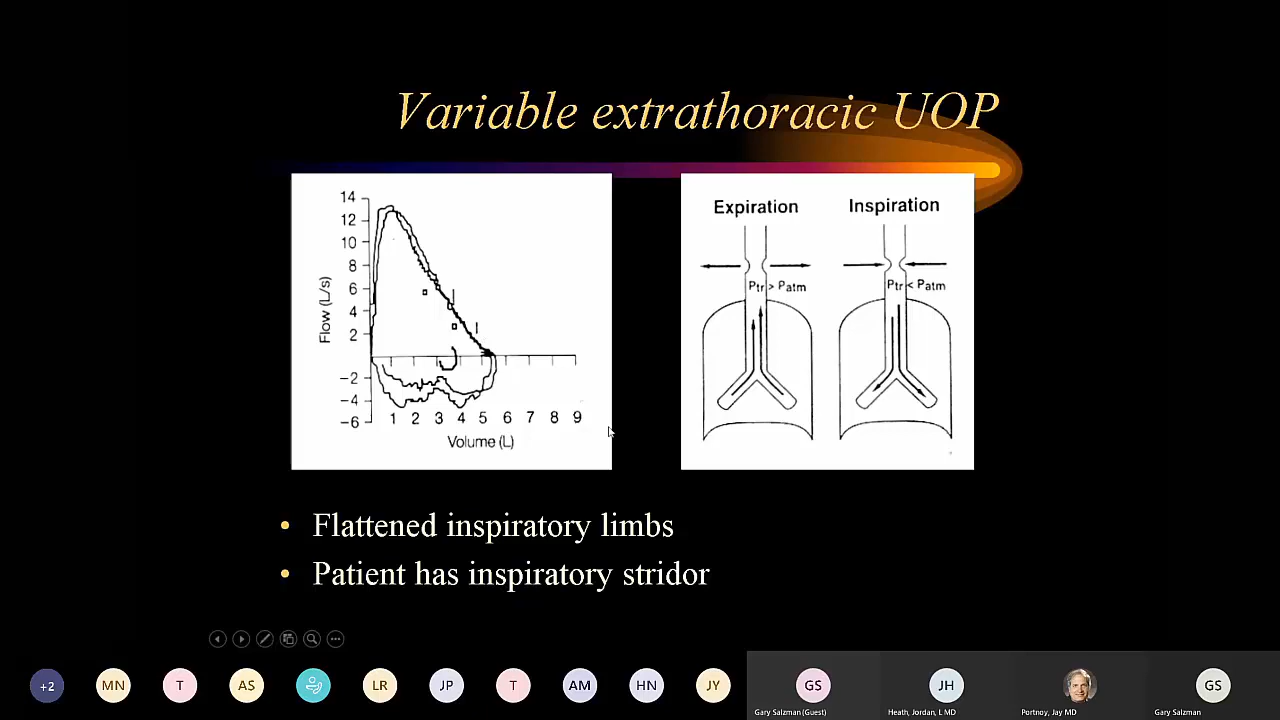 Variable extrathoracic UOP
Expiration Inspiration
14
12
10
8
6
4
2
−2
−4
−6
Flow (L/s)
1 2 3 4 5 6 7 8 9
Volume (L)
Ptr > Patm
Ptr < Patm
• Flattened inspiratory limbs
• Patient has inspiratory stridor
+2 MN T AS LR JP T AM HN JY GS JH GS
Gary Salzman (Guest) Heath, Jordan, L MD Portnoy, Jay MD Gary Salzman